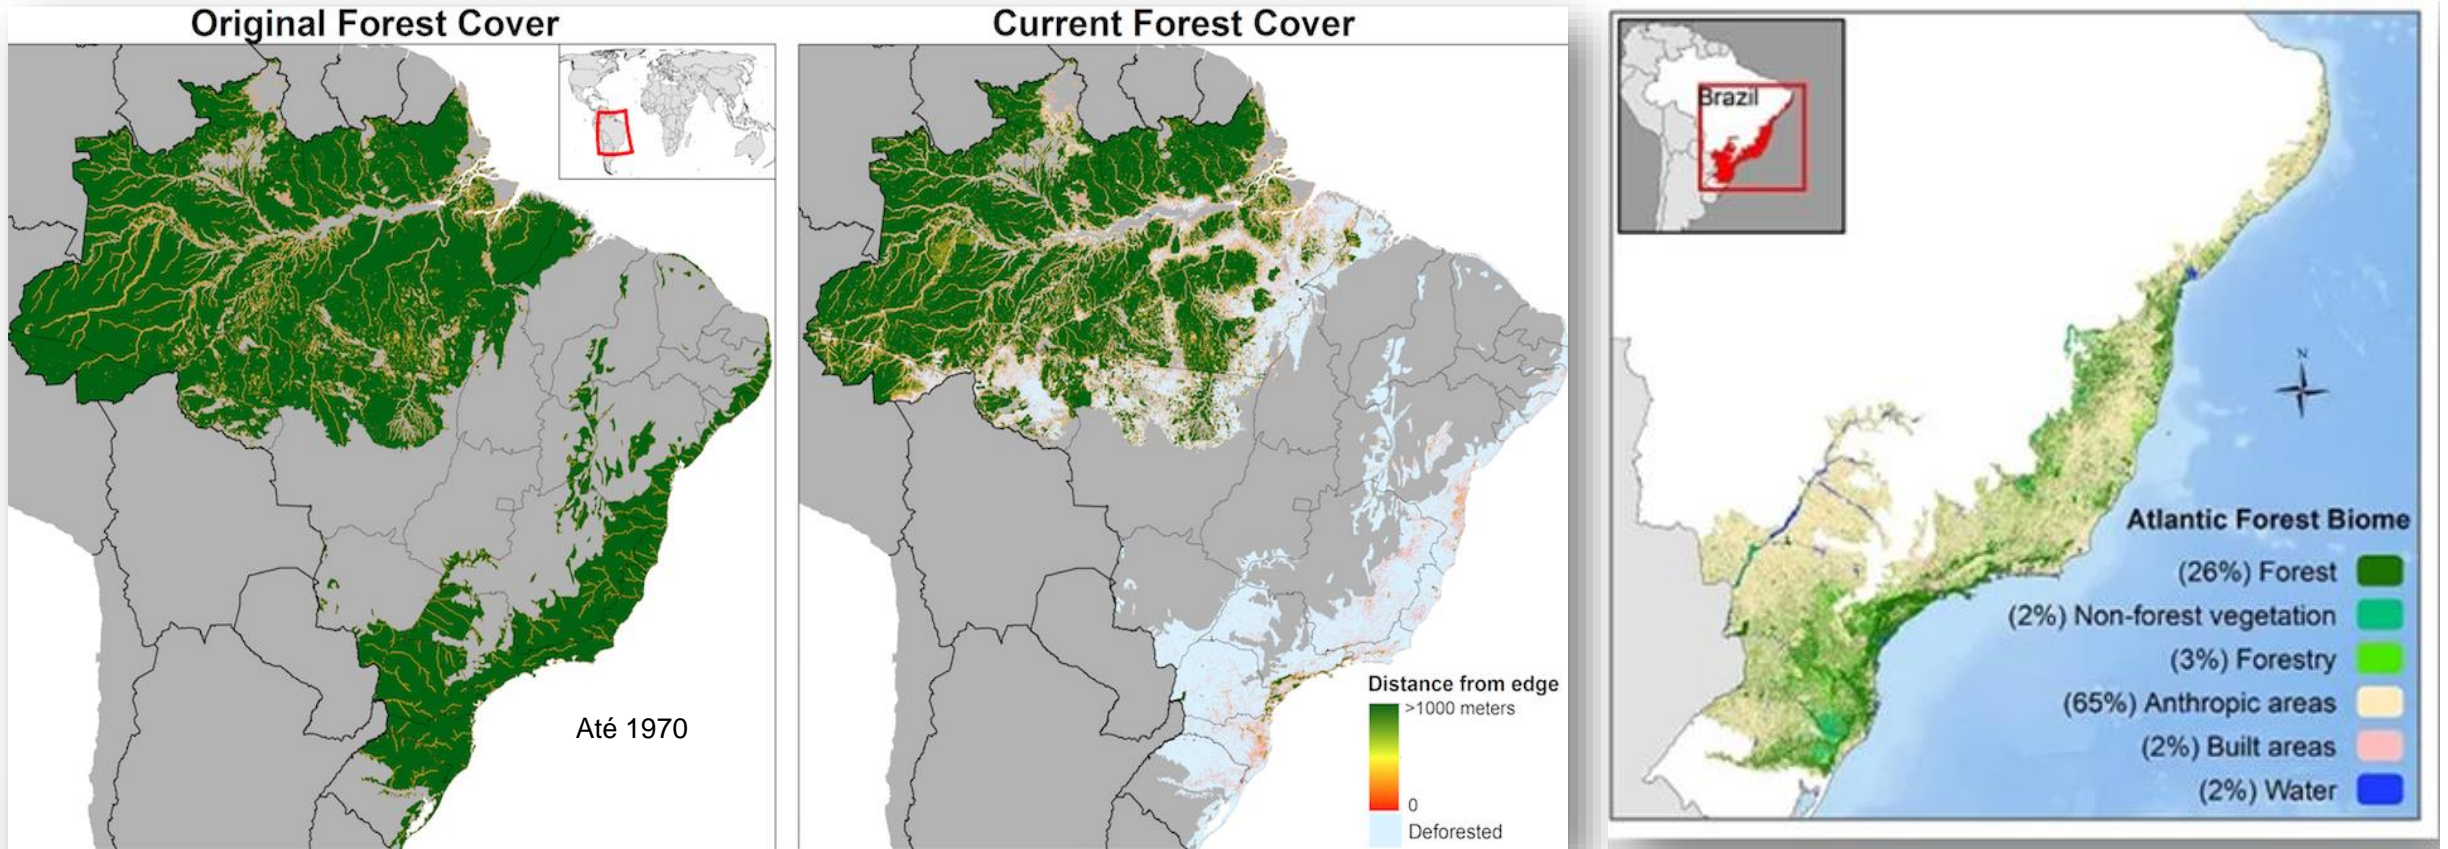 Original Forest Cover
Até 1970
Current Forest Cover
Distance from edge
>1000 meters
0
Deforested
Brazil
N
Atlantic Forest Biome
(26%) Forest
(2%) Non-forest vegetation
(3%) Forestry
(65%) Anthropic areas
(2%) Built areas
(2%) Water